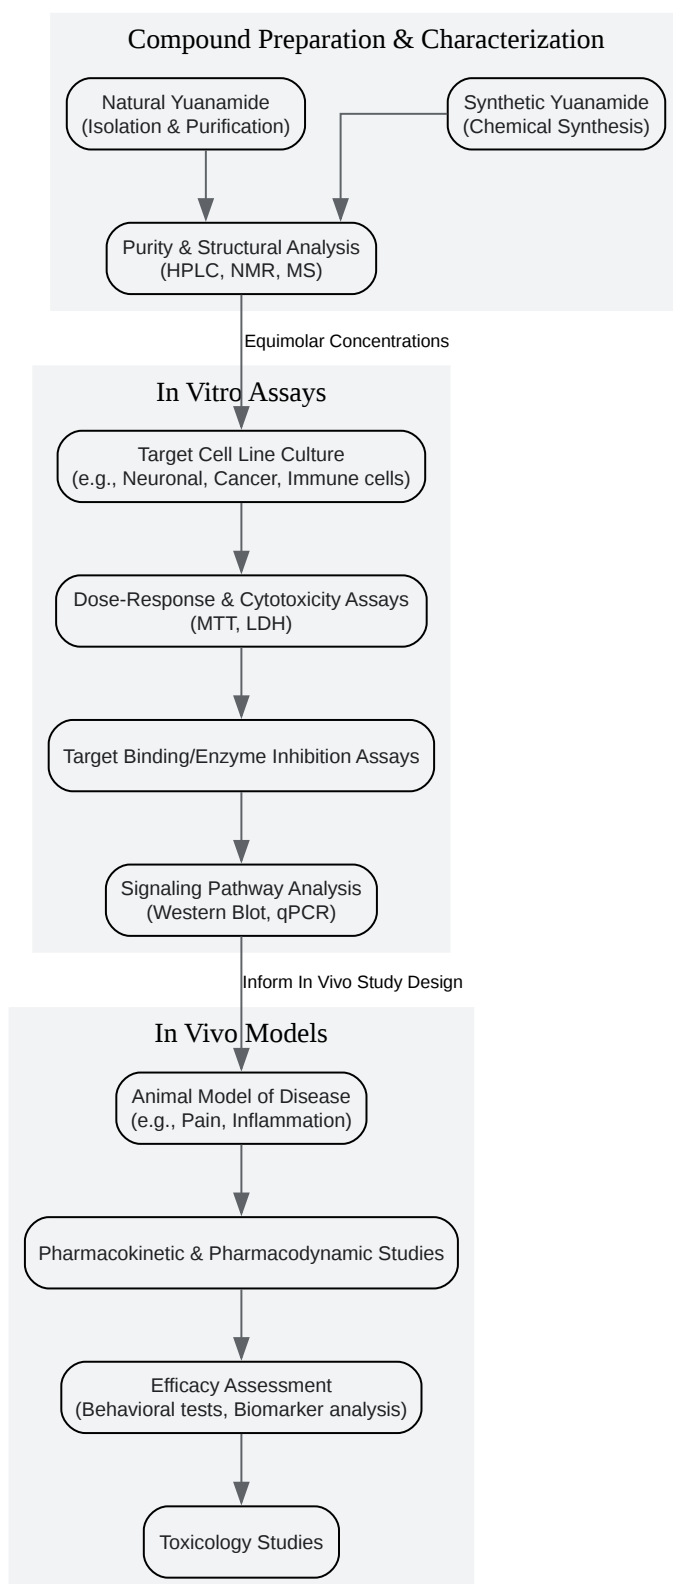 Compound Preparation & Characterization
Natural Yuanamide
(Isolation & Purification)
Synthetic Yuanamide
(Chemical Synthesis)
Purity & Structural Analysis
(HPLC, NMR, MS)
Equimolar Concentrations
In Vitro Assays
Target Cell Line Culture
(e.g., Neuronal, Cancer, Immune cells)
Dose-Response & Cytotoxicity Assays
(MTT, LDH)
Target Binding/Enzyme Inhibition Assays
Signaling Pathway Analysis
(Western Blot, qPCR)
Inform In Vivo Study Design
In Vivo Models
Animal Model of Disease
(e.g., Pain, Inflammation)
Pharmacokinetic & Pharmacodynamic Studies
Efficacy Assessment
(Behavioral tests, Biomarker analysis)
Toxicology Studies